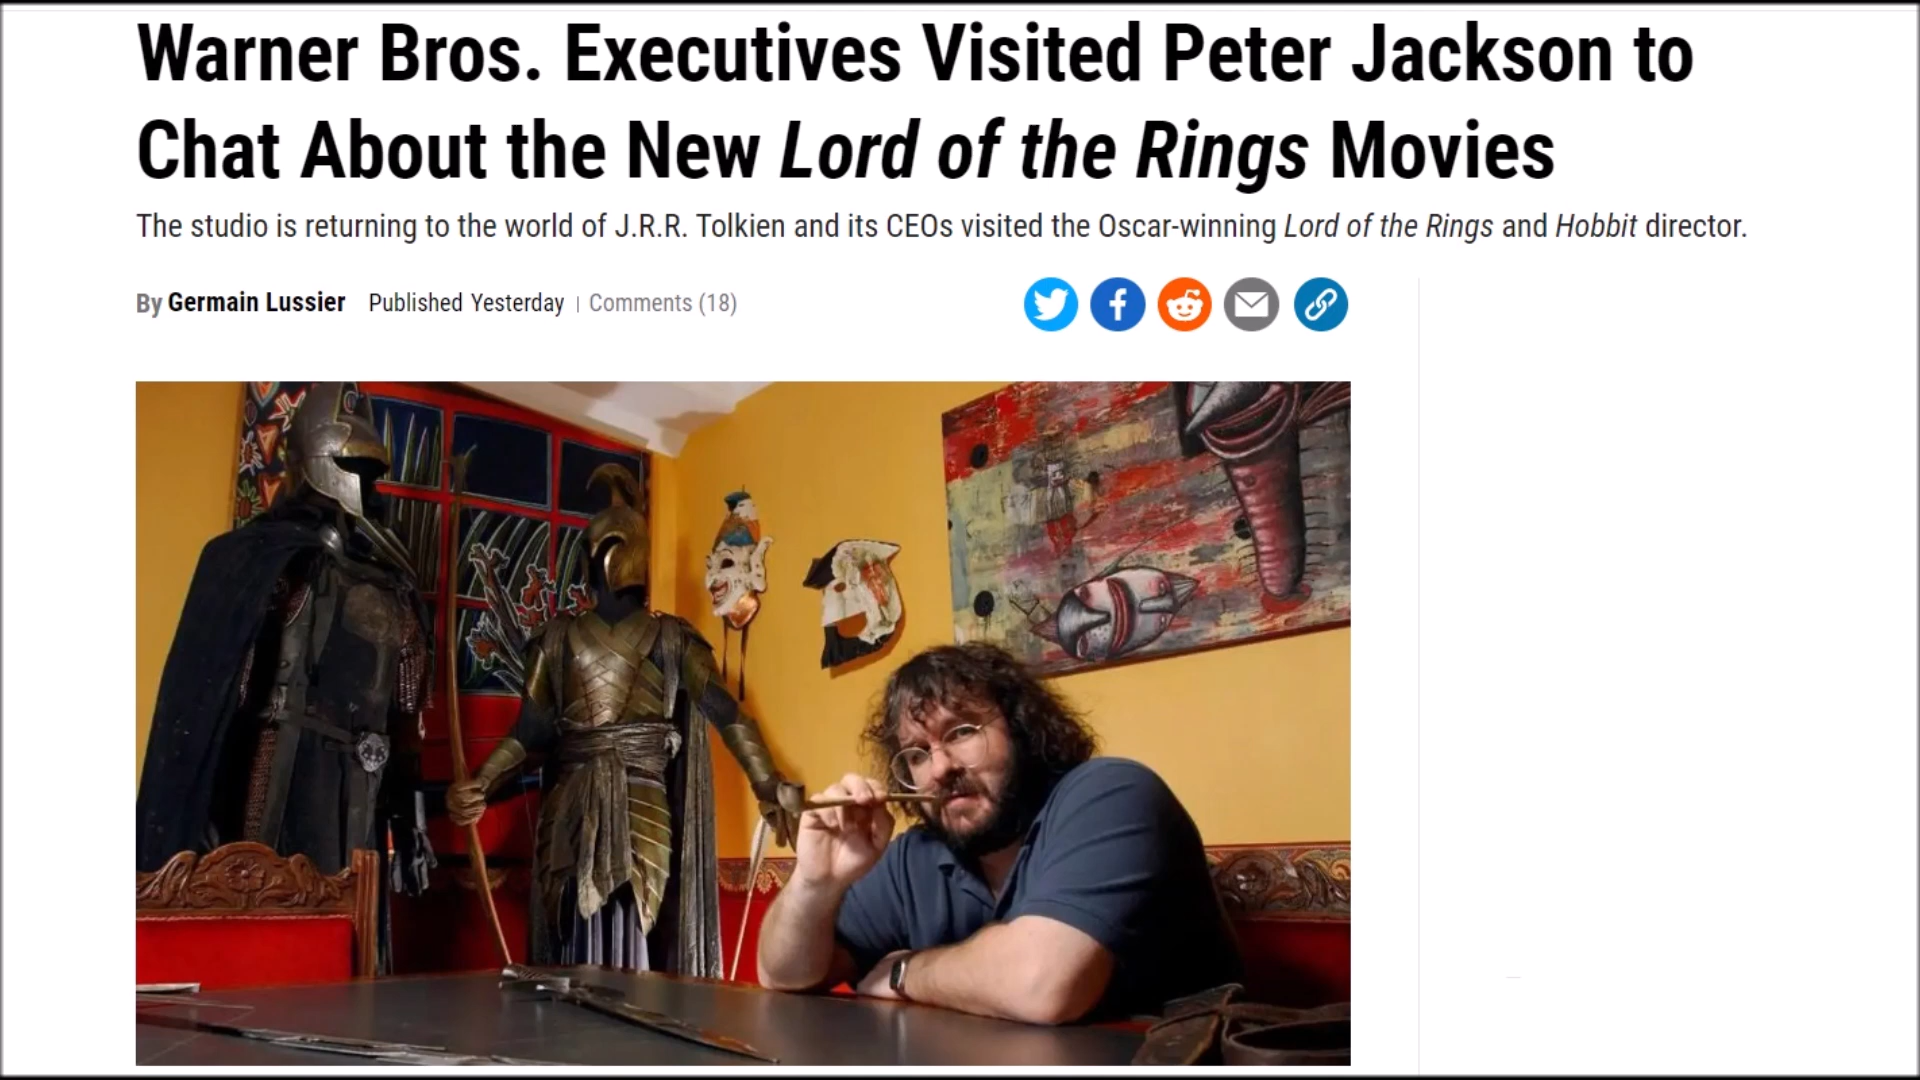 Warner Bros. Executives Visited Peter Jackson to
Chat About the New Lord of the Rings Movies
The studio is returning to the world of J.R.R. Tolkien and its CEOs visited the Oscar-winning Lord of the Rings and Hobbit director.
By Germain Lussier Published Yesterday | Comments (18)